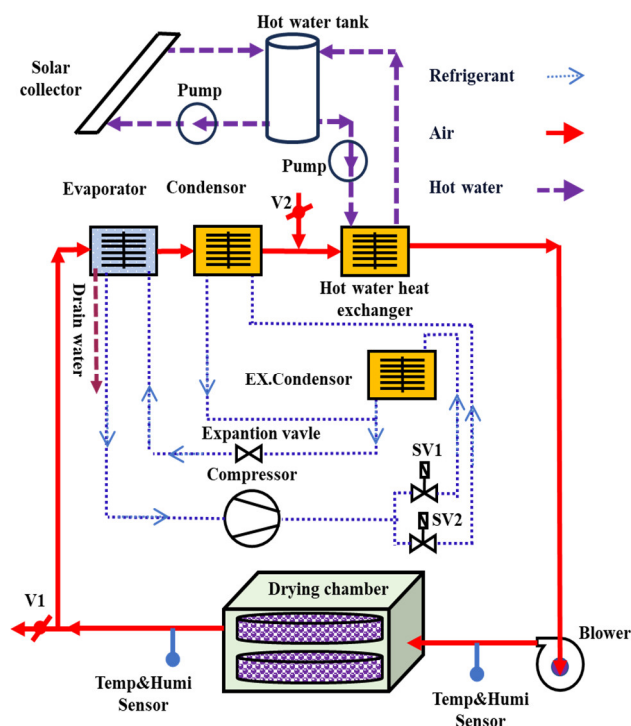 Hot water tank
Solar
collector
Pump
Refrigerant
Air
Hot water
Pump
Evaporator
Condensor
V2
Drain water
Hot water heat
exchanger
EX.Condensor
Expantion vavle
Compressor
SV1
SV2
Drying chamber
V1
Blower
Temp&Humi
Sensor
Temp&Humi
Sensor